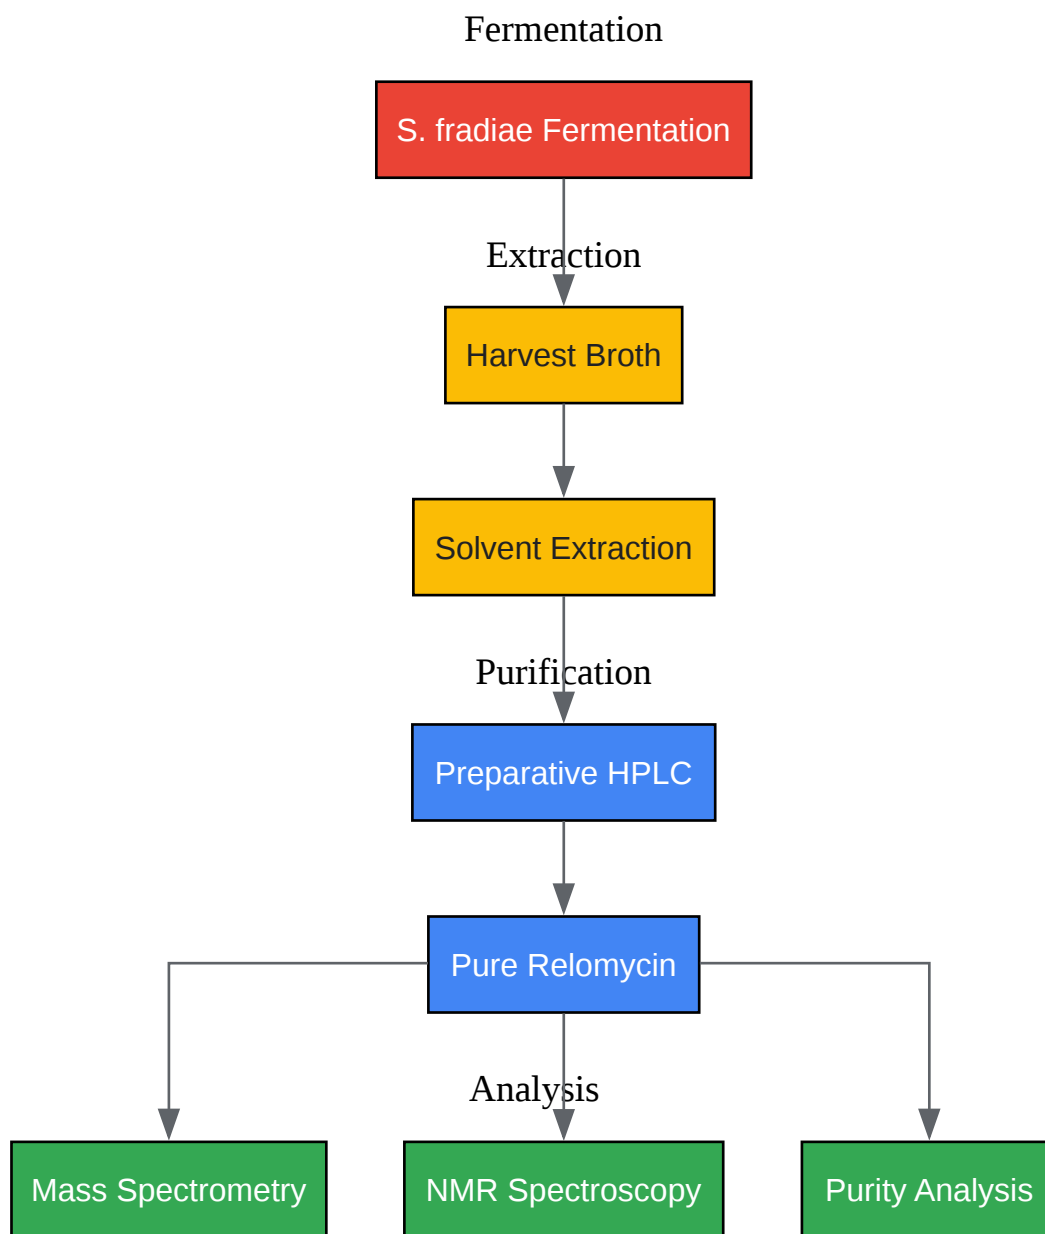 Fermentation
S. fradiae Fermentation
Extraction
Harvest Broth
Solvent Extraction
Purification
Preparative HPLC
Pure Relomycin
Analysis
Mass Spectrometry
NMR Spectroscopy
Purity Analysis